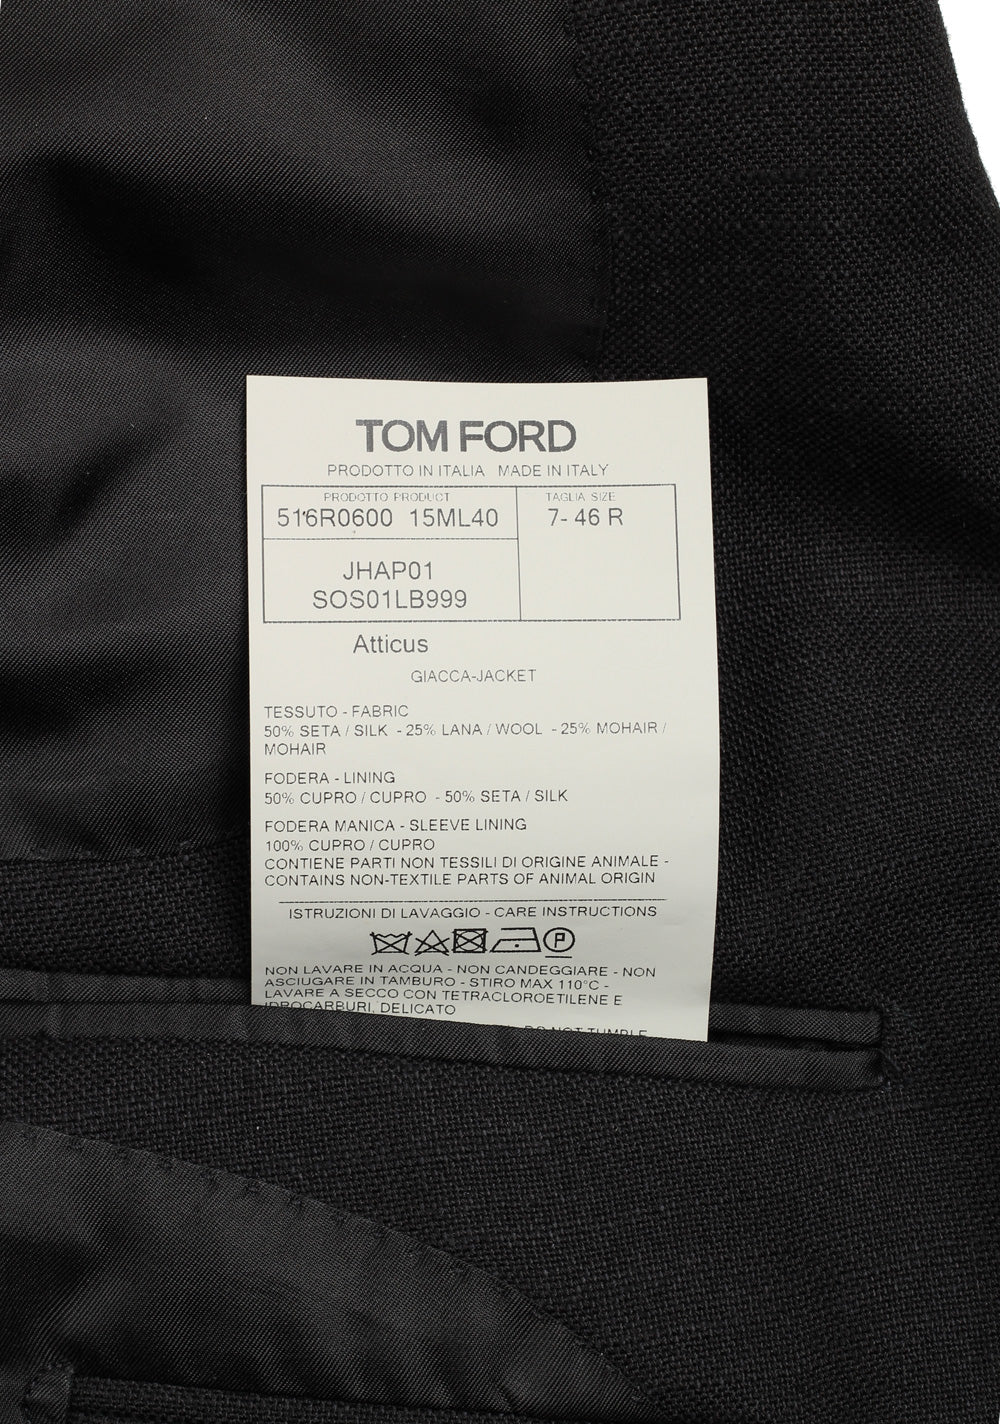 TOM FORD
PRODOTTO IN ITALIA MADE IN ITALY
PRODOTTO PRODUCT
516R0600 15ML40
TAGLIA SIZE
7- 46 R
JHAP01
SOS01LB999
Atticus
GIACCA-JACKET
TESSUTO - FABRIC
50% SETA / SILK - 25% LANA / WOOL - 25% MOHAIR /
MOHAIR
FODERA - LINING
50% CUPRO / CUPRO - 50% SETA / SILK
FODERA MANICA - SLEEVE LINING
100% CUPRO / CUPRO
CONTIENE PARTI NON TESSILI DI ORIGINE ANIMALE -
CONTAINS NON-TEXTILE PARTS OF ANIMAL ORIGIN
ISTRUZIONI DI LAVAGGIO - CARE INSTRUCTIONS
P
NON LAVARE IN ACQUA - NON CANDEGGIARE - NON
ASCIUGARE IN TAMBURO - STIRO MAX 110°C -
LAVARE A SECCO CON TETRACLOROETILENE E
IDROCARBURI, DELICATO
DO NOT TUMBLE